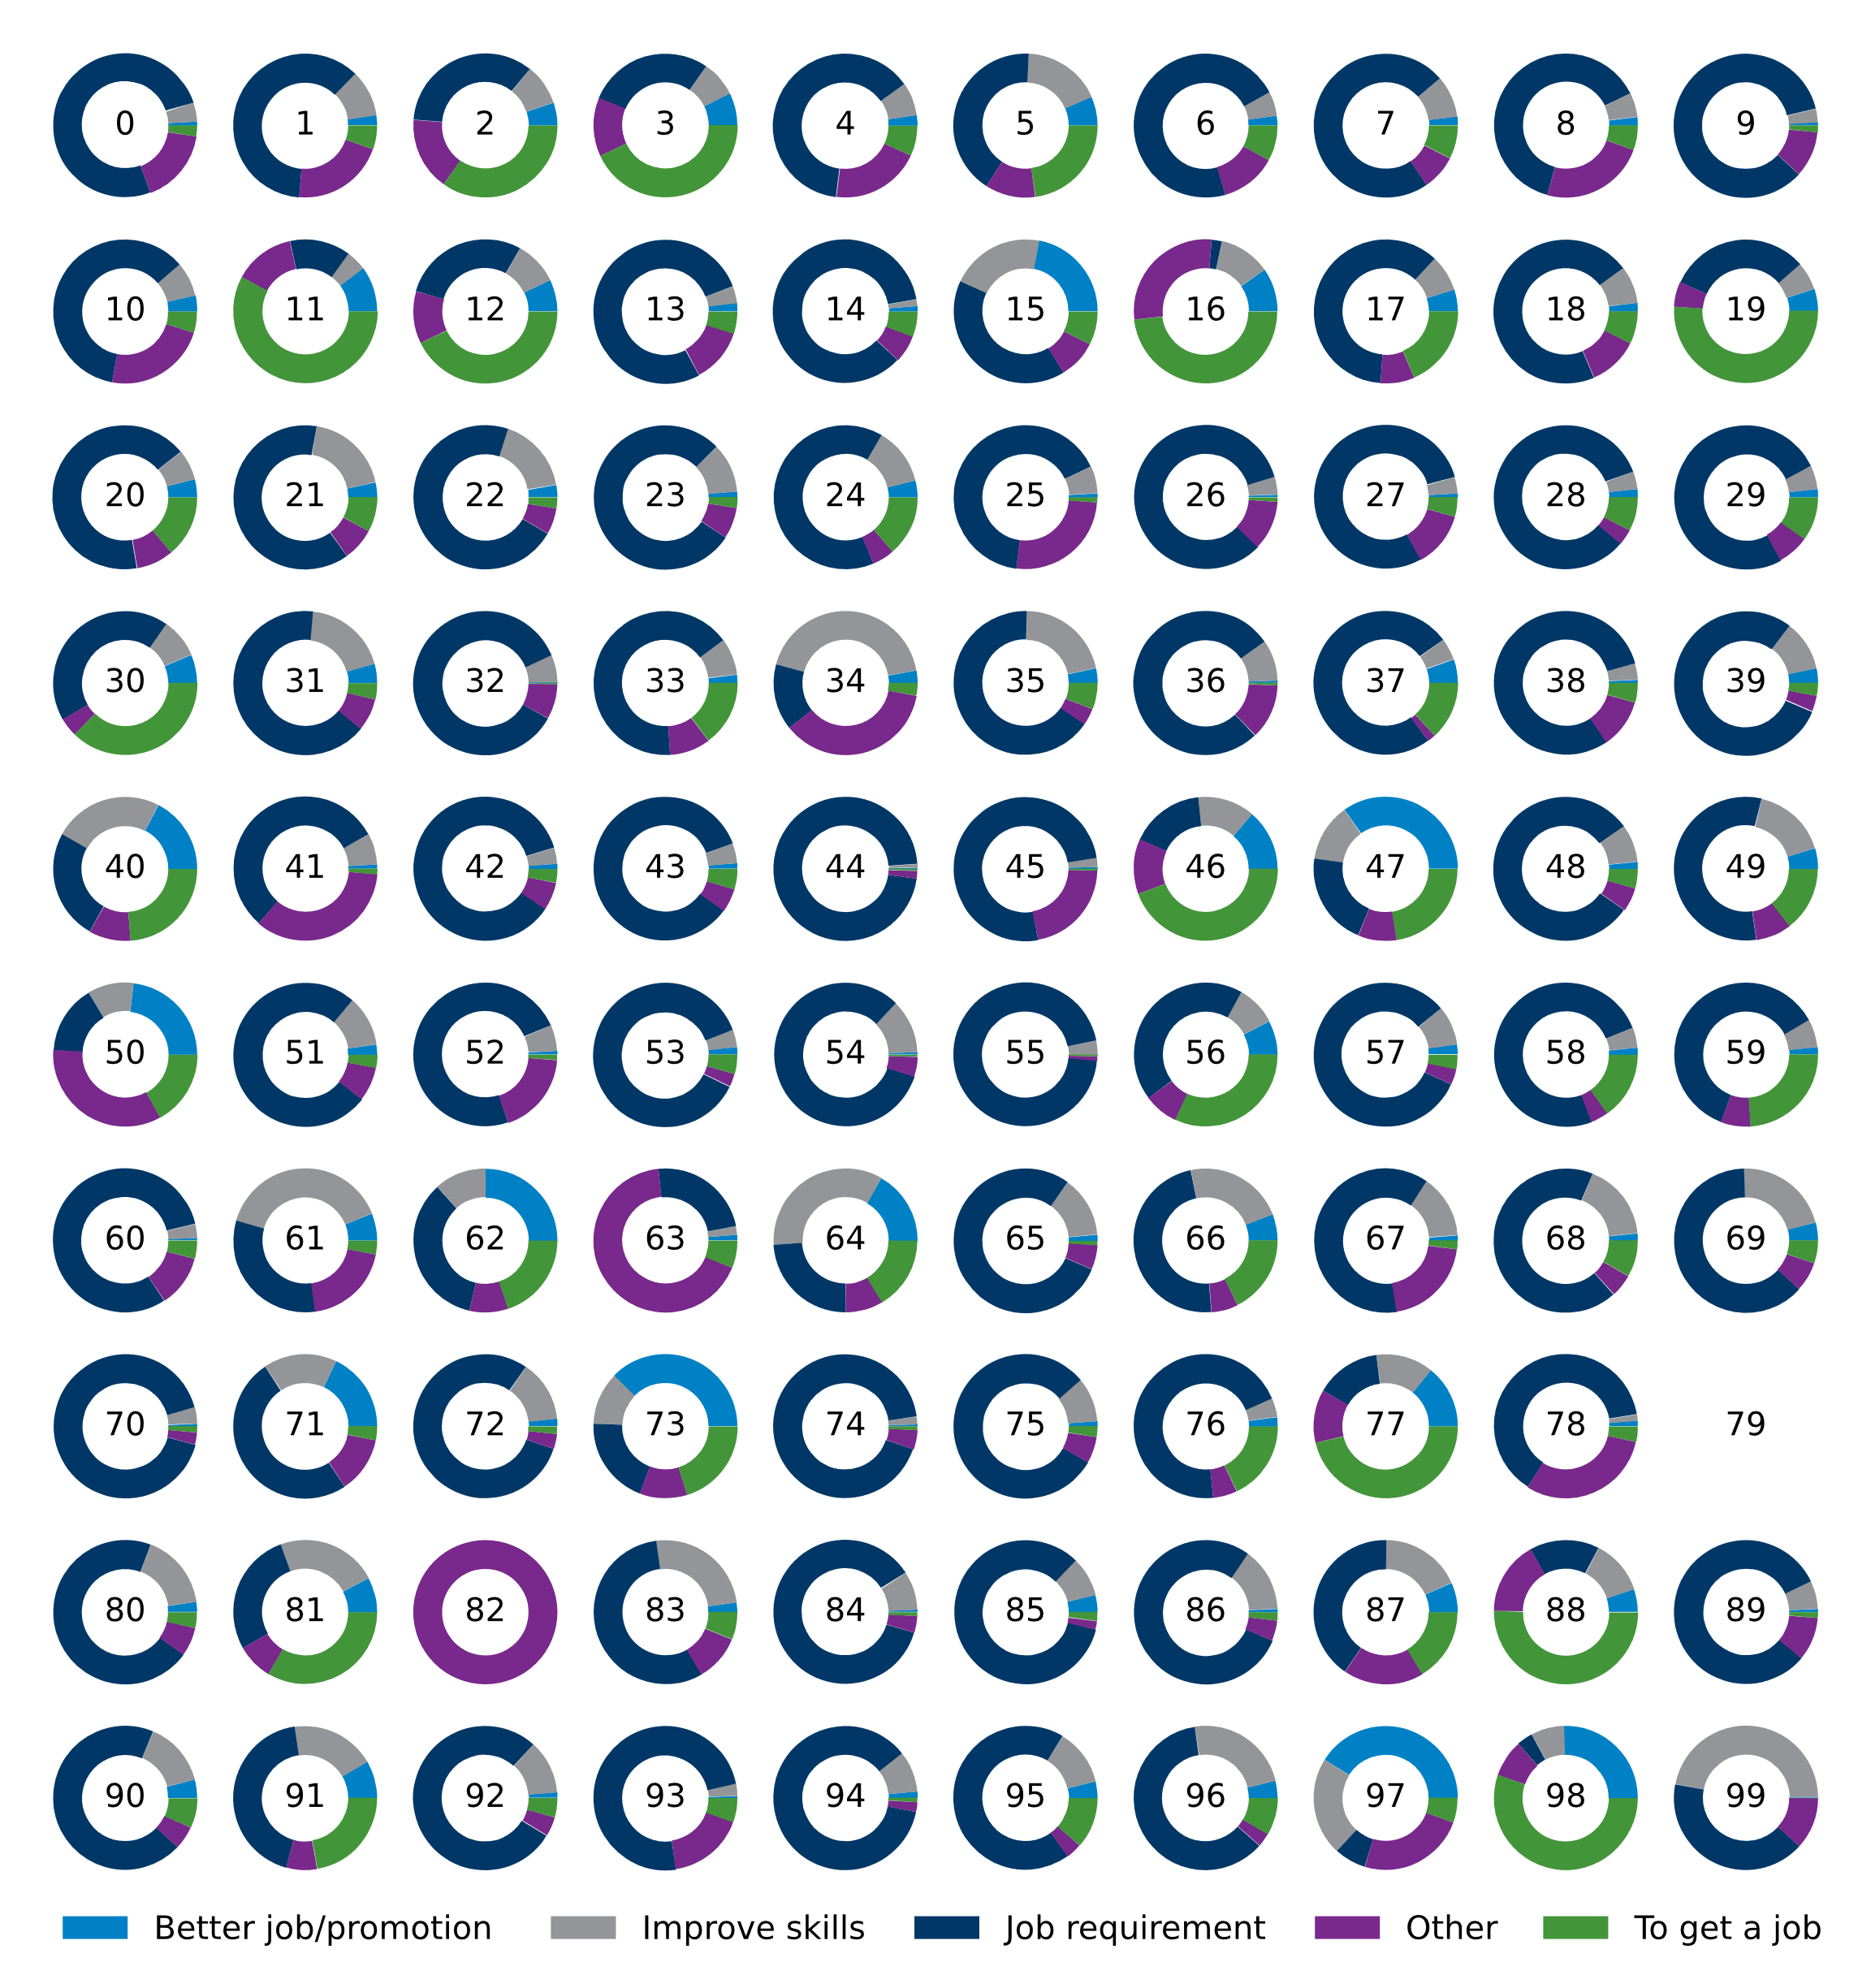 0 1 2 3 4 5 6 7 8 9
10 11 12 13 14 15 16 17 18 19
20 21 22 23 24 25 26 27 28 29
30 31 32 33 34 35 36 37 38 39
40 41 42 43 44 45 46 47 48 49
50 51 52 53 54 55 56 57 58 59
60 61 62 63 64 65 66 67 68 69
70 71 72 73 74 75 76 77 78 79
80 81 82 83 84 85 86 87 88 89
90 91 92 93 94 95 96 97 98 99
Better job/promotion Improve skills Job requirement Other To get a job